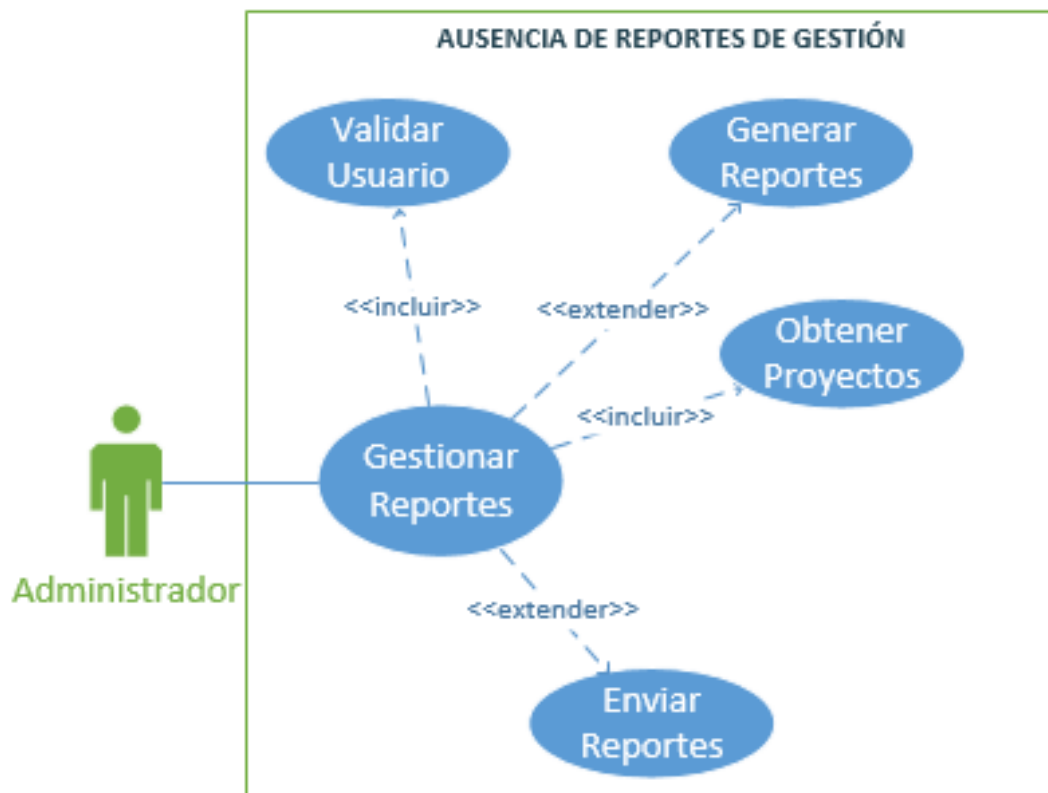 AUSENCIA DE REPORTES DE GESTIÓN
Validar
Usuario
Generar
Reportes
<<incluir>>
<<extender>>
Obtener
Proyectos
<<incluir>>
Gestionar
Reportes
Administrador
<<extender>>
Enviar
Reportes